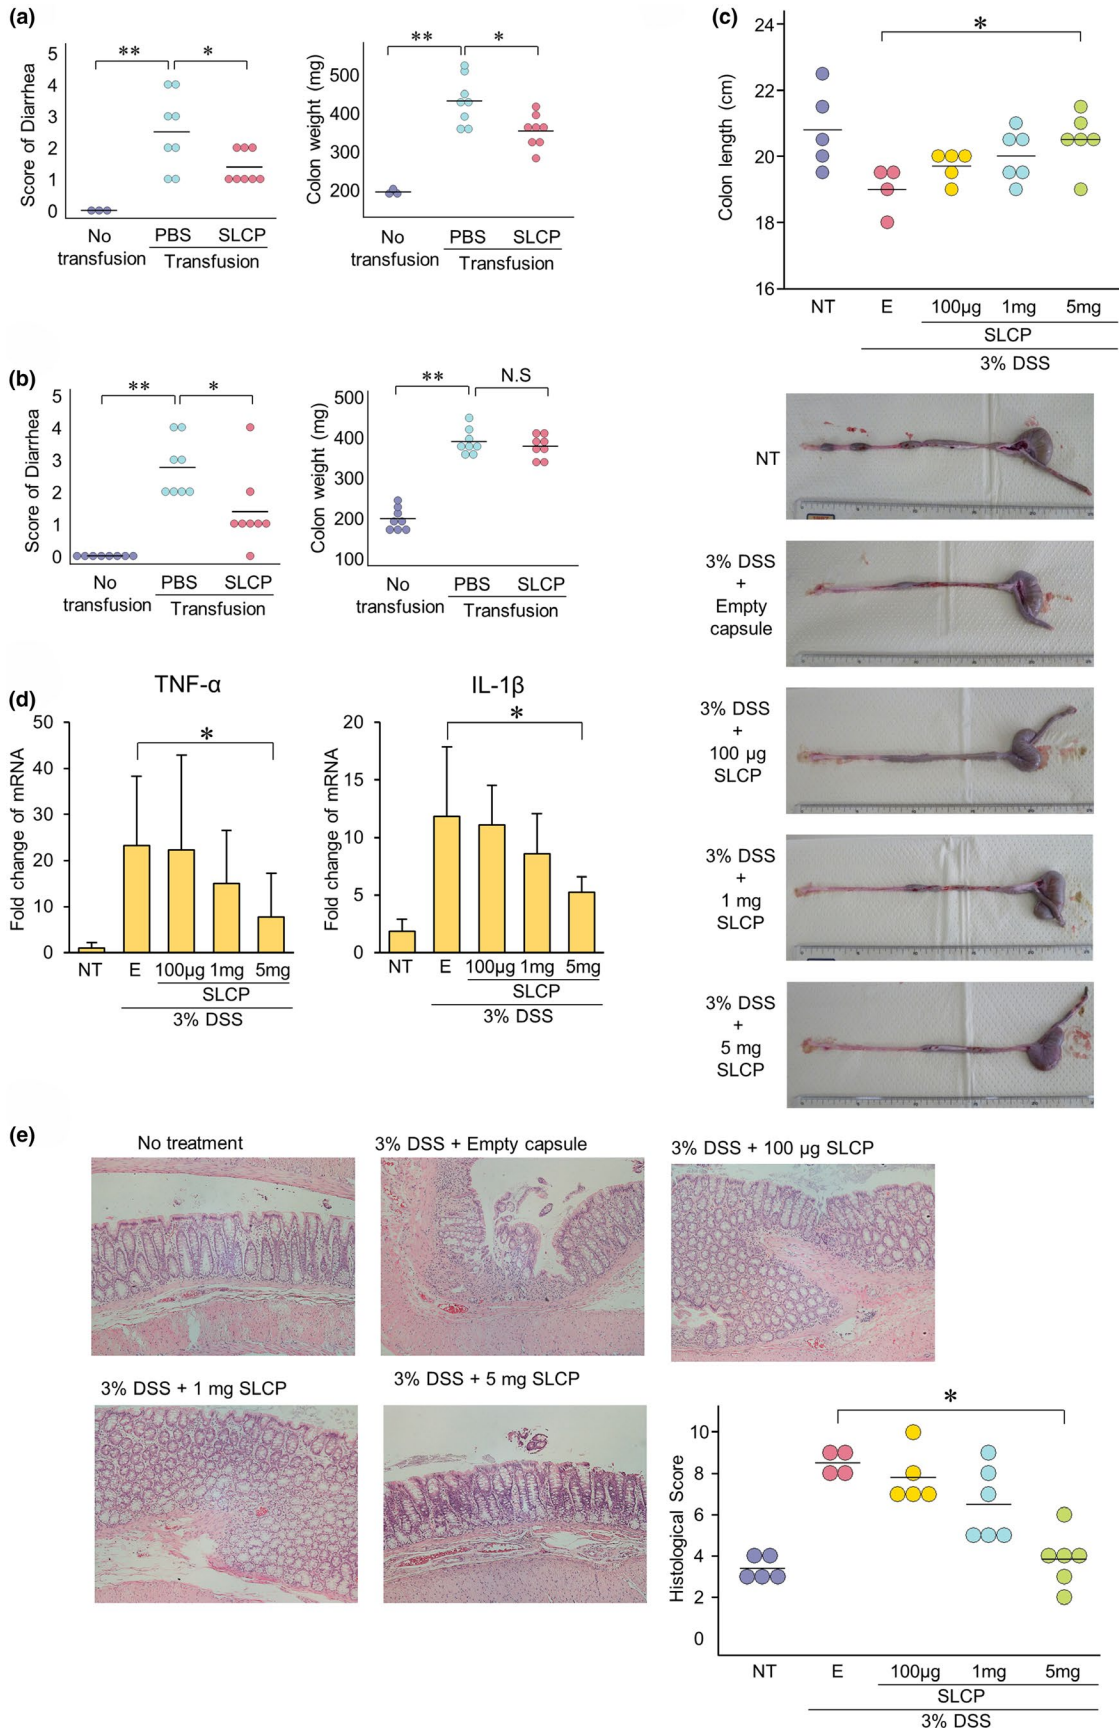 (a)
Score of Diarrhea
5
4
3
2
1
0
**
*
No transfusion
PBS
SLCP
Transfusion
Colon weight (mg)
500
400
300
200
**
*
No transfusion
PBS
SLCP
Transfusion
(b)
Score of Diarrhea
5
4
3
2
1
0
**
*
No transfusion
PBS
SLCP
Transfusion
Colon weight (mg)
500
400
300
200
100
**
N.S
No transfusion
PBS
SLCP
Transfusion
(c)
Colon length (cm)
24
22
20
18
16
*
NT
E
100µg
1mg
5mg
SLCP
3% DSS
NT
3% DSS
+
Empty
capsule
3% DSS
+
100 µg
SLCP
3% DSS
+
1 mg
SLCP
3% DSS
+
5 mg
SLCP
(d)
TNF-α
Fold change of mRNA
50
40
30
20
10
0
*
NT
E
100µg
1mg
5mg
SLCP
3% DSS
IL-1β
Fold change of mRNA
20
15
10
5
0
*
NT
E
100µg
1mg
5mg
SLCP
3% DSS
(e)
No treatment
3% DSS + Empty capsule
3% DSS + 100 µg SLCP
3% DSS + 1 mg SLCP
3% DSS + 5 mg SLCP
Histological Score
10
8
6
4
2
0
*
NT
E
100µg
1mg
5mg
SLCP
3% DSS